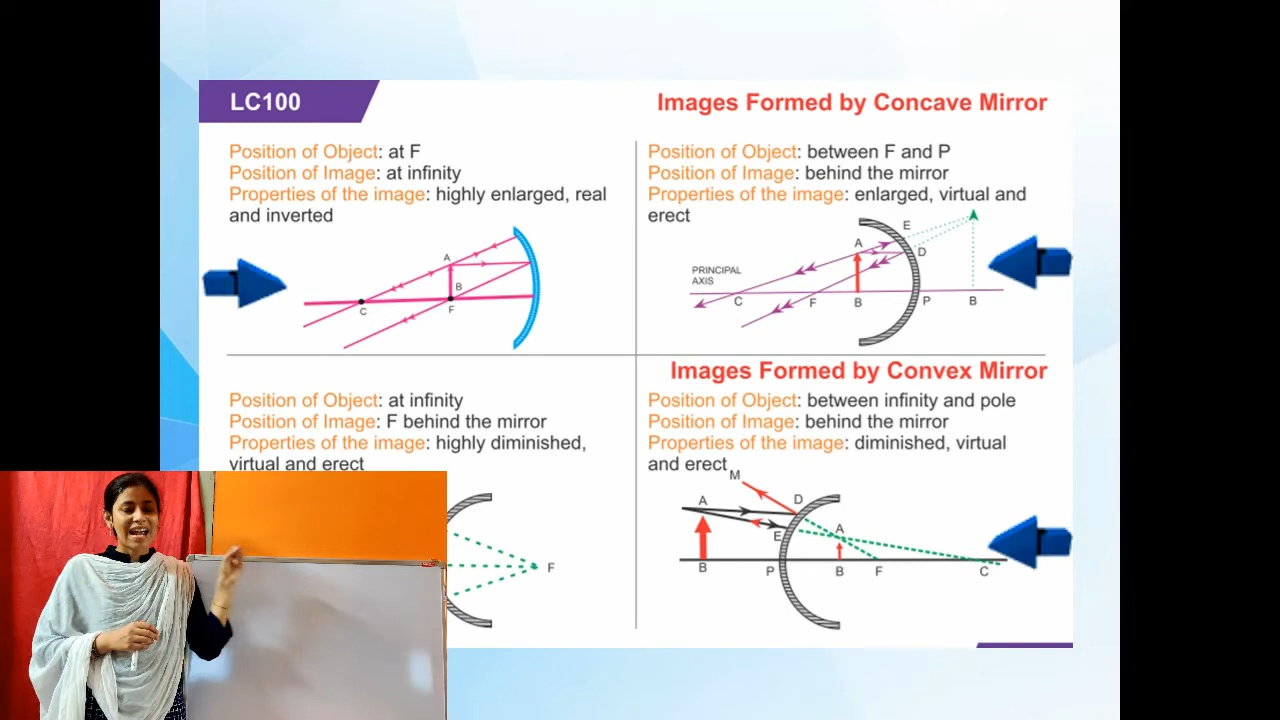 LC100
Images Formed by Concave Mirror
Position of Object: at F
Position of Image: at infinity
Properties of the image: highly enlarged, real
and inverted
A
B
C
F
Position of Object: between F and P
Position of Image: behind the mirror
Properties of the image: enlarged, virtual and
erect
E
A
D
PRINCIPAL
AXIS
C
F
B
P
B
Position of Object: at infinity
Position of Image: F behind the mirror
Properties of the image: highly diminished,
virtual and erect
F
Images Formed by Convex Mirror
Position of Object: between infinity and pole
Position of Image: behind the mirror
Properties of the image: diminished, virtual
and erect
M
A
D
A
E
B
P
B
F
C